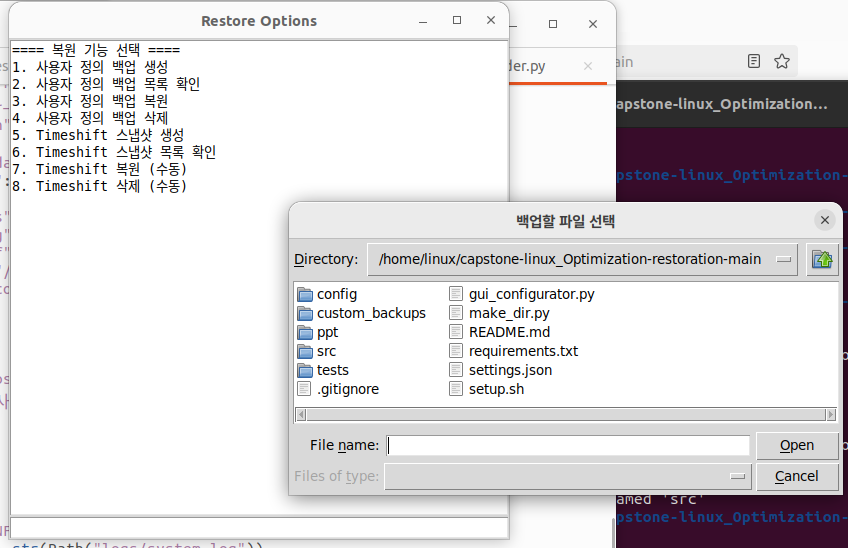 Restore Options
==== 복원 기능 선택 ====
1. 사용자 정의 백업 생성
2. 사용자 정의 백업 목록 확인
3. 사용자 정의 백업 복원
4. 사용자 정의 백업 삭제
5. Timeshift 스냅샷 생성
6. Timeshift 스냅샷 목록 확인
7. Timeshift 복원 (수동)
8. Timeshift 삭제 (수동)
der.py
ain
apstone-linux_Optimization...
pstone-linux_Optimization-
백업할 파일 선택
Directory: /home/linux/capstone-linux_Optimization-restoration-main
config
custom_backups
ppt
src
tests
.gitignore
gui_configurator.py
make_dir.py
README.md
requirements.txt
settings.json
setup.sh
File name:
Open
Files of type:
Cancel
amed 'src'
pstone-linux_Optimization-
str(Path("logs/system.log"))